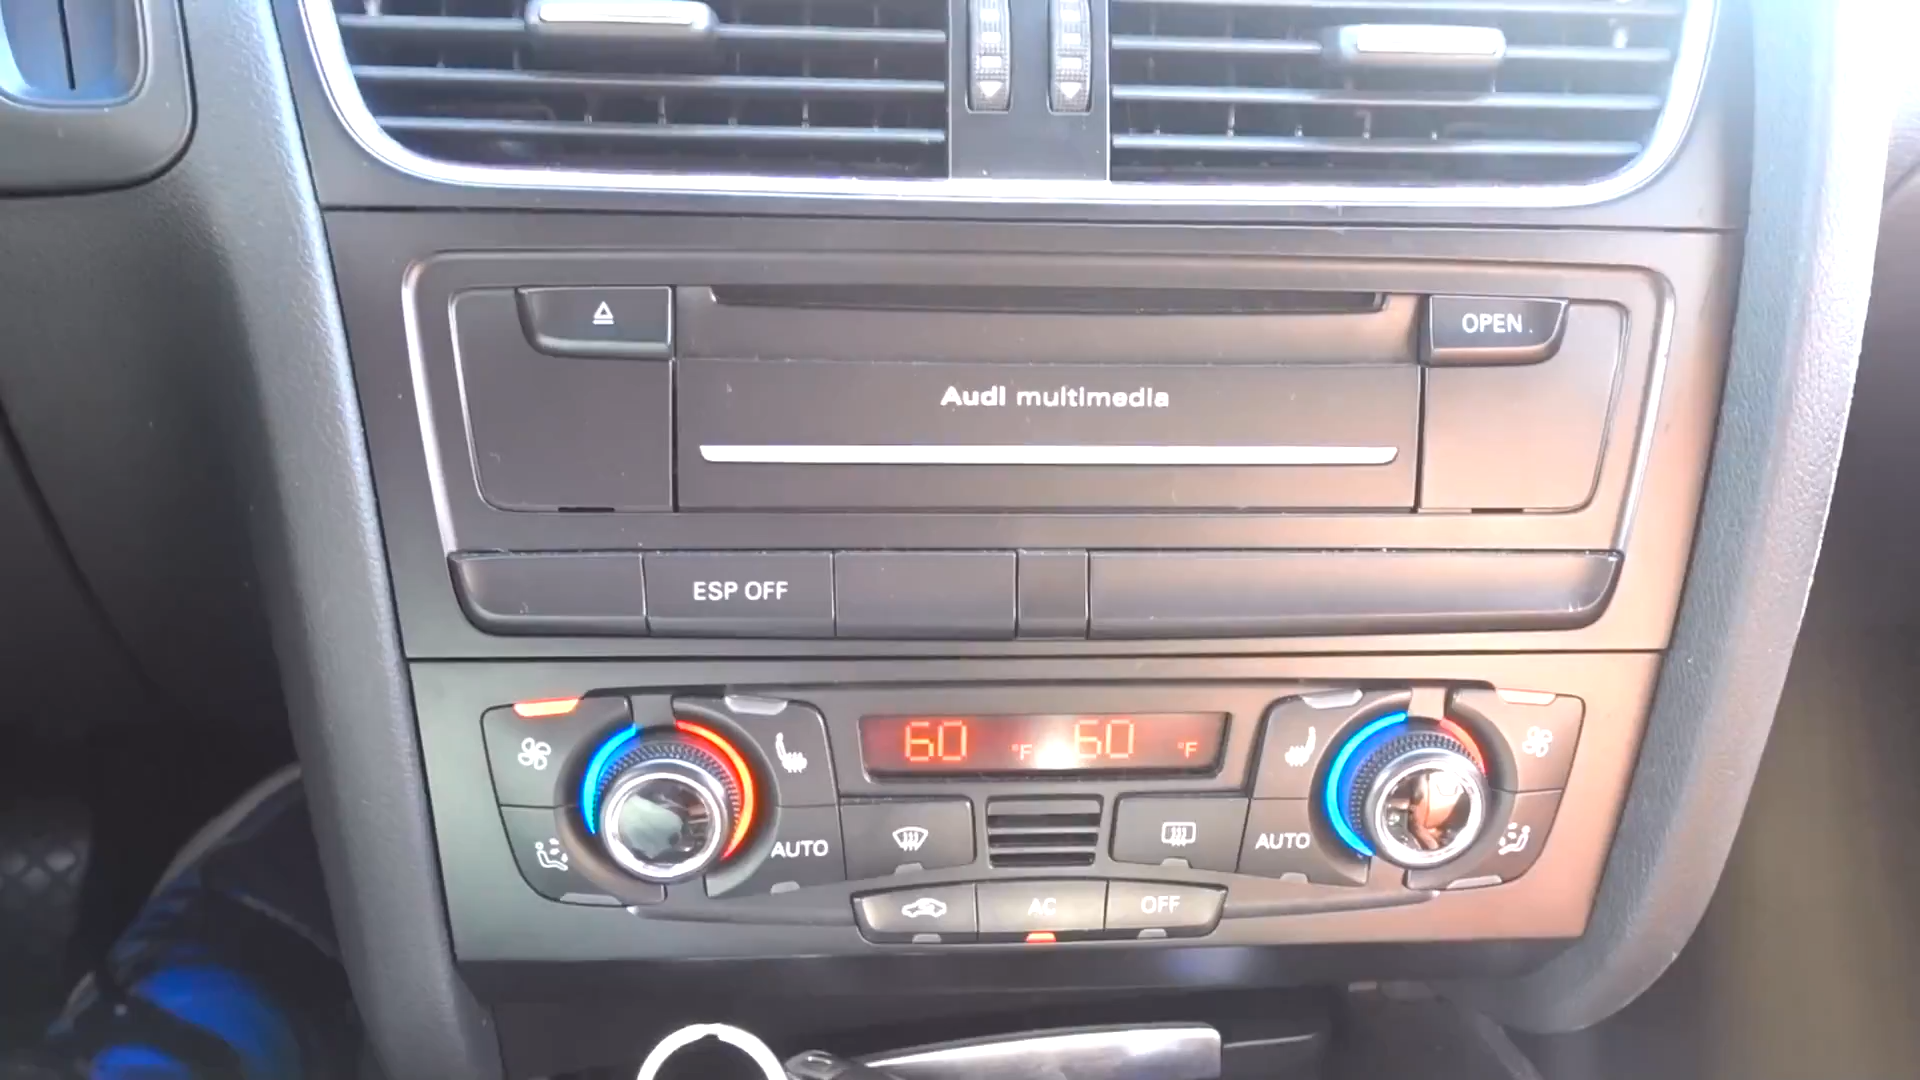 OPEN
Audi multimedia
ESP OFF
60 °F 60 °F
AUTO
AUTO
AC
OFF